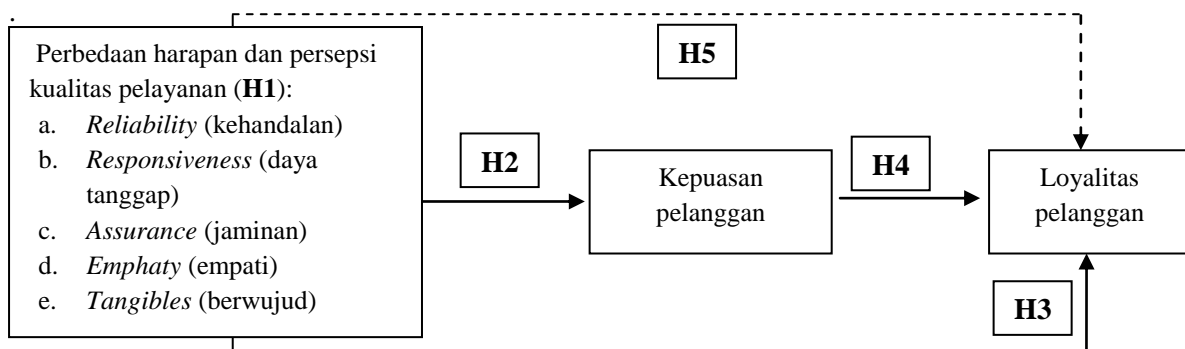 .
Perbedaan harapan dan persepsi
kualitas pelayanan (H1):
a. Reliability (kehandalan)
b. Responsiveness (daya
tanggap)
c. Assurance (jaminan)
d. Emphaty (empati)
e. Tangibles (berwujud)
H5
H2
Kepuasan
pelanggan
H4
Loyalitas
pelanggan
H3